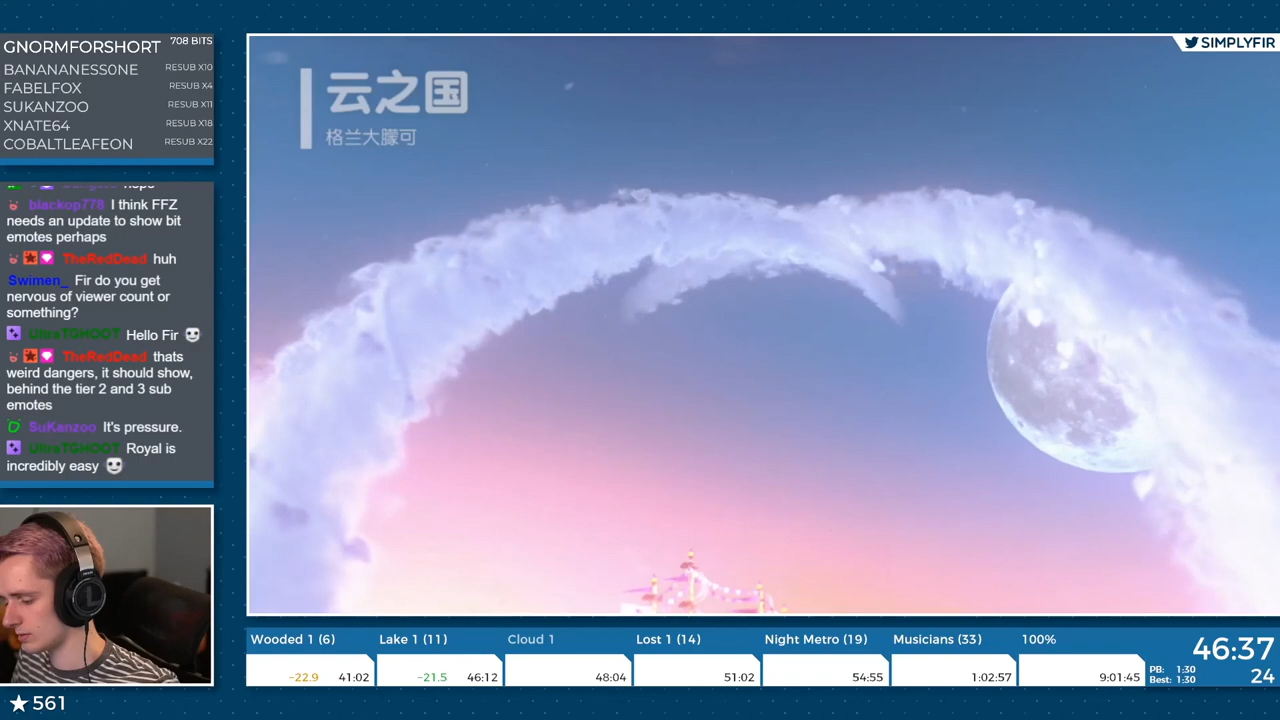 GNORMFORSHORT 708 BITS
BANANANESS0NE RESUB X10
FABELFOX RESUB X4
SUKANZOO RESUB X11
XNATE64 RESUB X18
COBALTLEAFEON RESUB X22
blackop778 I think FFZ
needs an update to show bit
emotes perhaps
TheRedDead huh
Swimen_ Fir do you get
nervous of viewer count or
something?
UltraTGHOOT Hello Fir
TheRedDead thats
weird dangers, it should show,
behind the tier 2 and 3 sub
emotes
SuKanzoo It's pressure.
UltraTGHOOT Royal is
incredibly easy
SIMPLYFIR
云之国
格兰大朦可
Wooded 1 (6) Lake 1 (11) Cloud 1 Lost 1 (14) Night Metro (19) Musicians (33) 100%
−22.9 41:02 −21.5 46:12 48:04 51:02 54:55 1:02:57 9:01:45
46:37
PB: 1:30
Best: 1:30
24
561